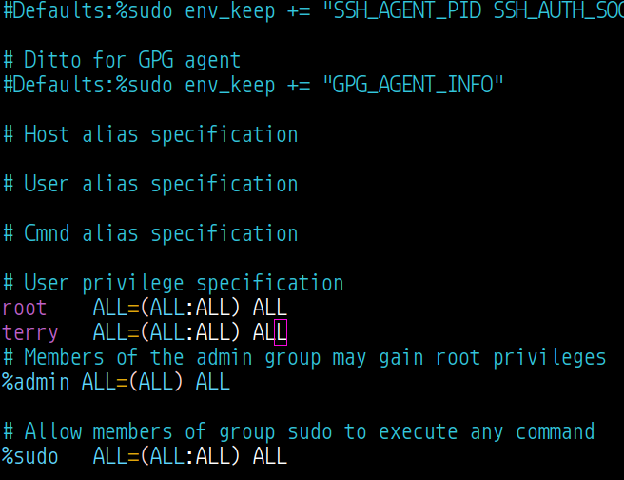 #Defaults:%sudo env_keep += "SSH_AGENT_PID SSH_AUTH_SOC
# Ditto for GPG agent
#Defaults:%sudo env_keep += "GPG_AGENT_INFO"
# Host alias specification
# User alias specification
# Cmnd alias specification
# User privilege specification
root    ALL=(ALL:ALL) ALL
terry   ALL=(ALL:ALL) ALL
# Members of the admin group may gain root privileges
%admin ALL=(ALL) ALL
# Allow members of group sudo to execute any command
%sudo   ALL=(ALL:ALL) ALL